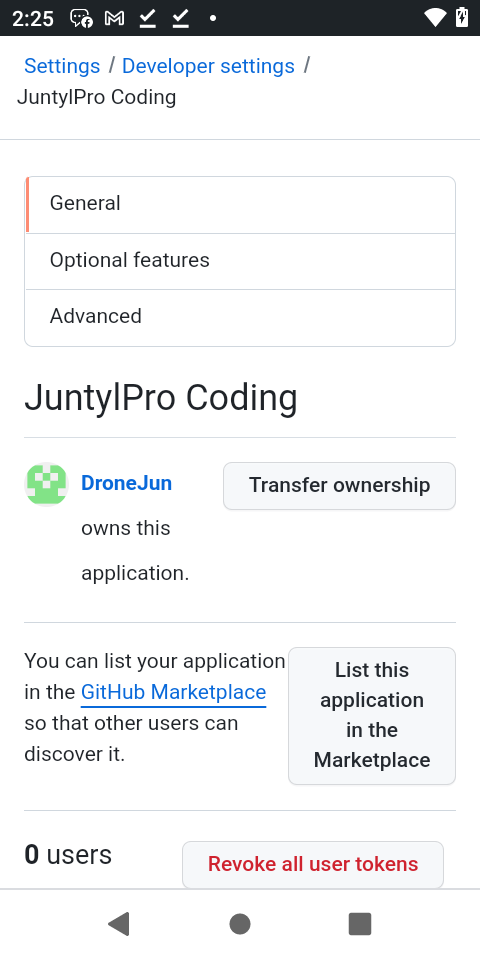 2:25
Settings / Developer settings /
JuntylPro Coding
General
Optional features
Advanced
JuntylPro Coding
DroneJun
owns this
application.
Transfer ownership
You can list your application
in the GitHub Marketplace
so that other users can
discover it.
List this
application
in the
Marketplace
0 users
Revoke all user tokens